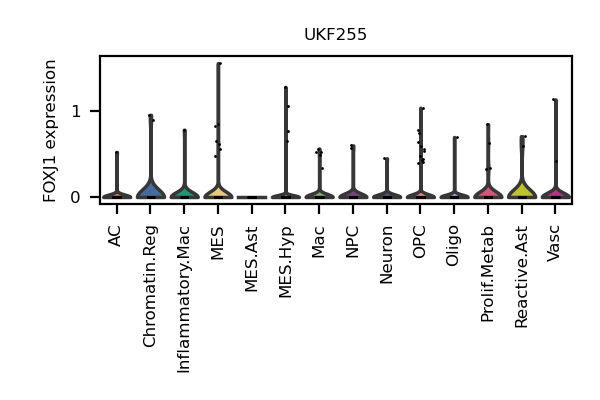 UKF255
FOXJ1 expression
1
0
AC
Chromatin.Reg
Inflammatory.Mac
MES
MES.Ast
MES.Hyp
Mac
NPC
Neuron
OPC
Oligo
Prolif.Metab
Reactive.Ast
Vasc